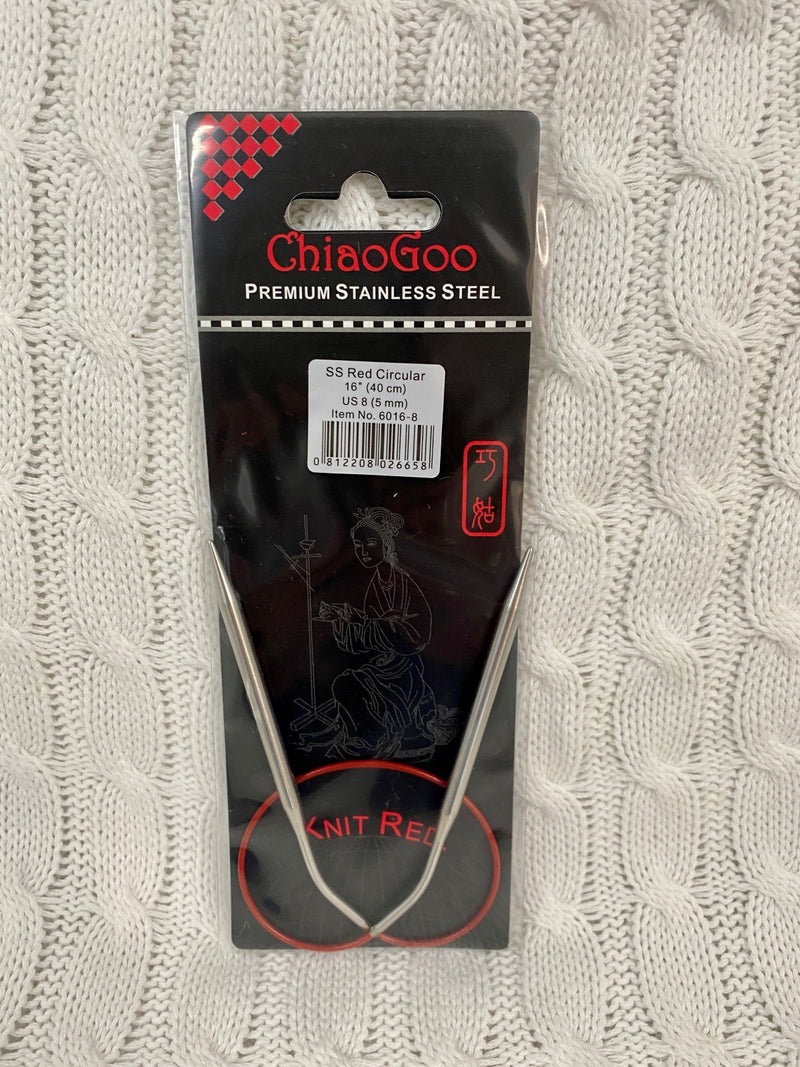 ChiaoGoo
PREMIUM STAINLESS STEEL
SS Red Circular
16" (40 cm)
US 8 (5 mm)
Item No. 6016-8
0 812208 026658
巧
姑
KNIT RED.